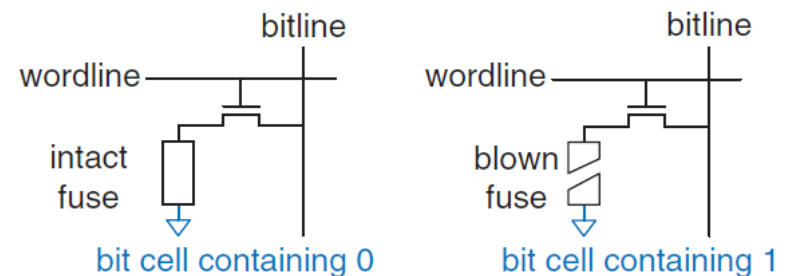 bitline
wordline
intact
fuse
bit cell containing 0
bitline
wordline
blown
fuse
bit cell containing 1